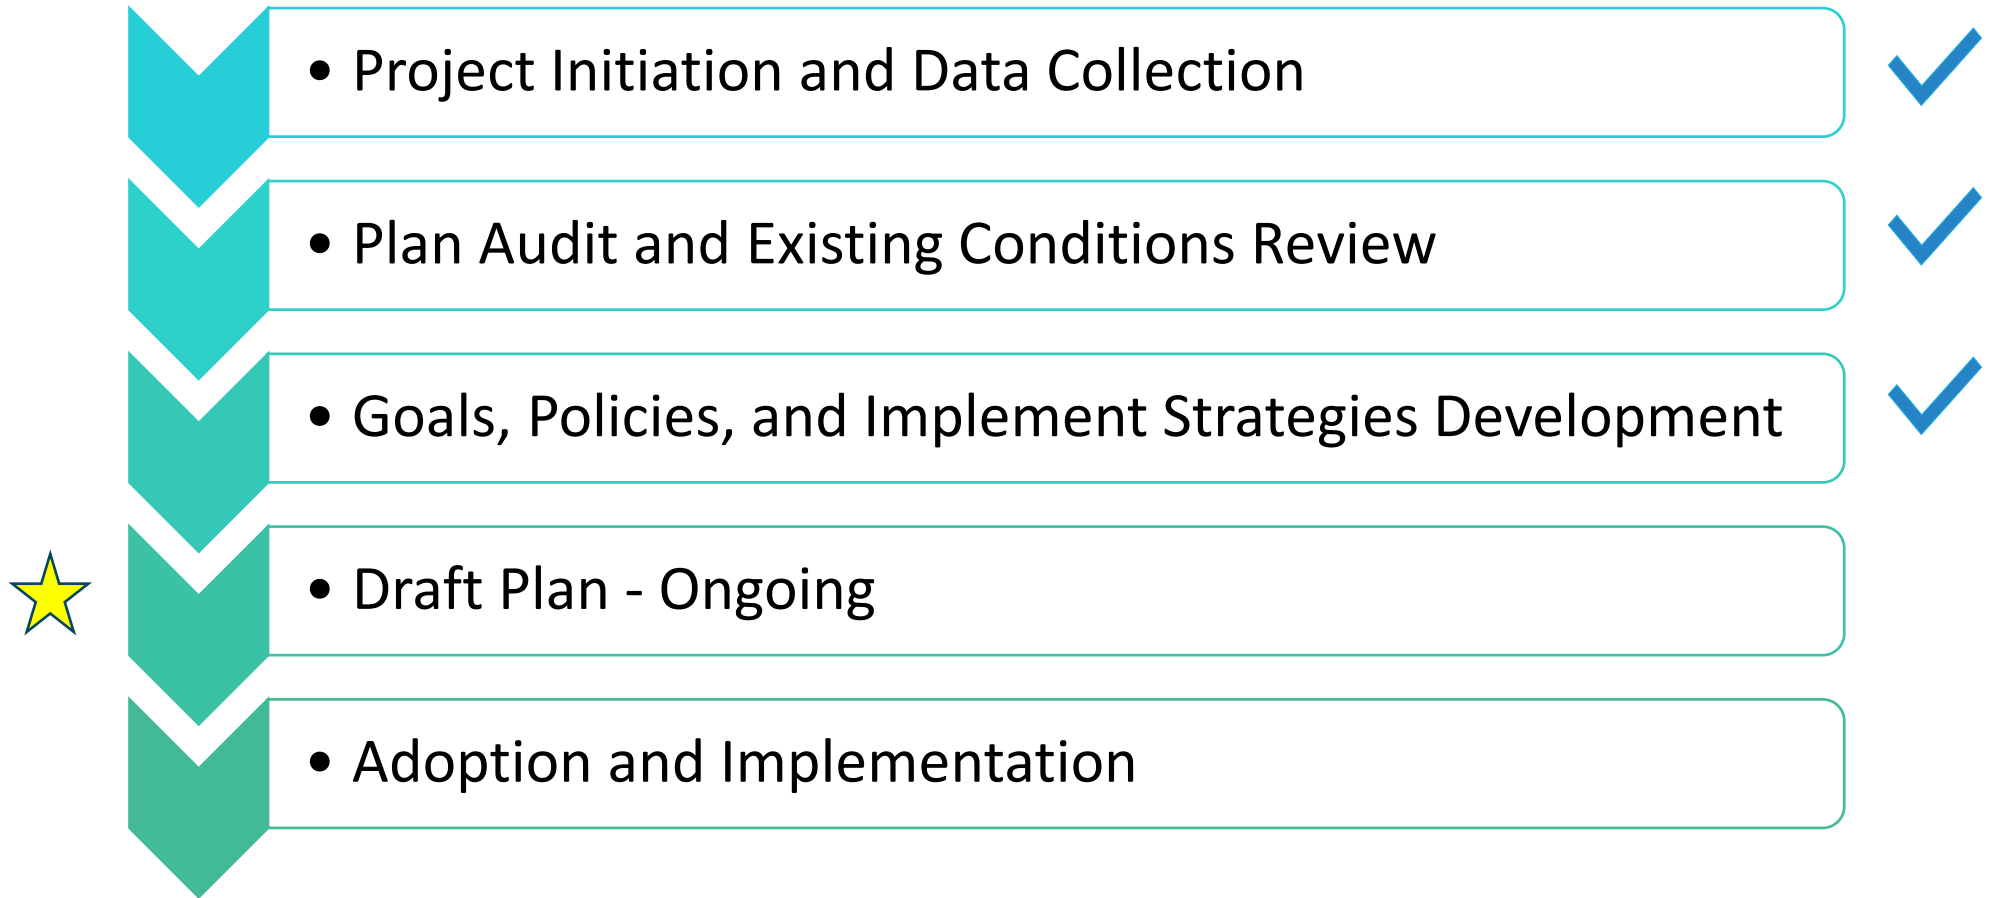 • Project Initiation and Data Collection
• Plan Audit and Existing Conditions Review
• Goals, Policies, and Implement Strategies Development
• Draft Plan - Ongoing
• Adoption and Implementation